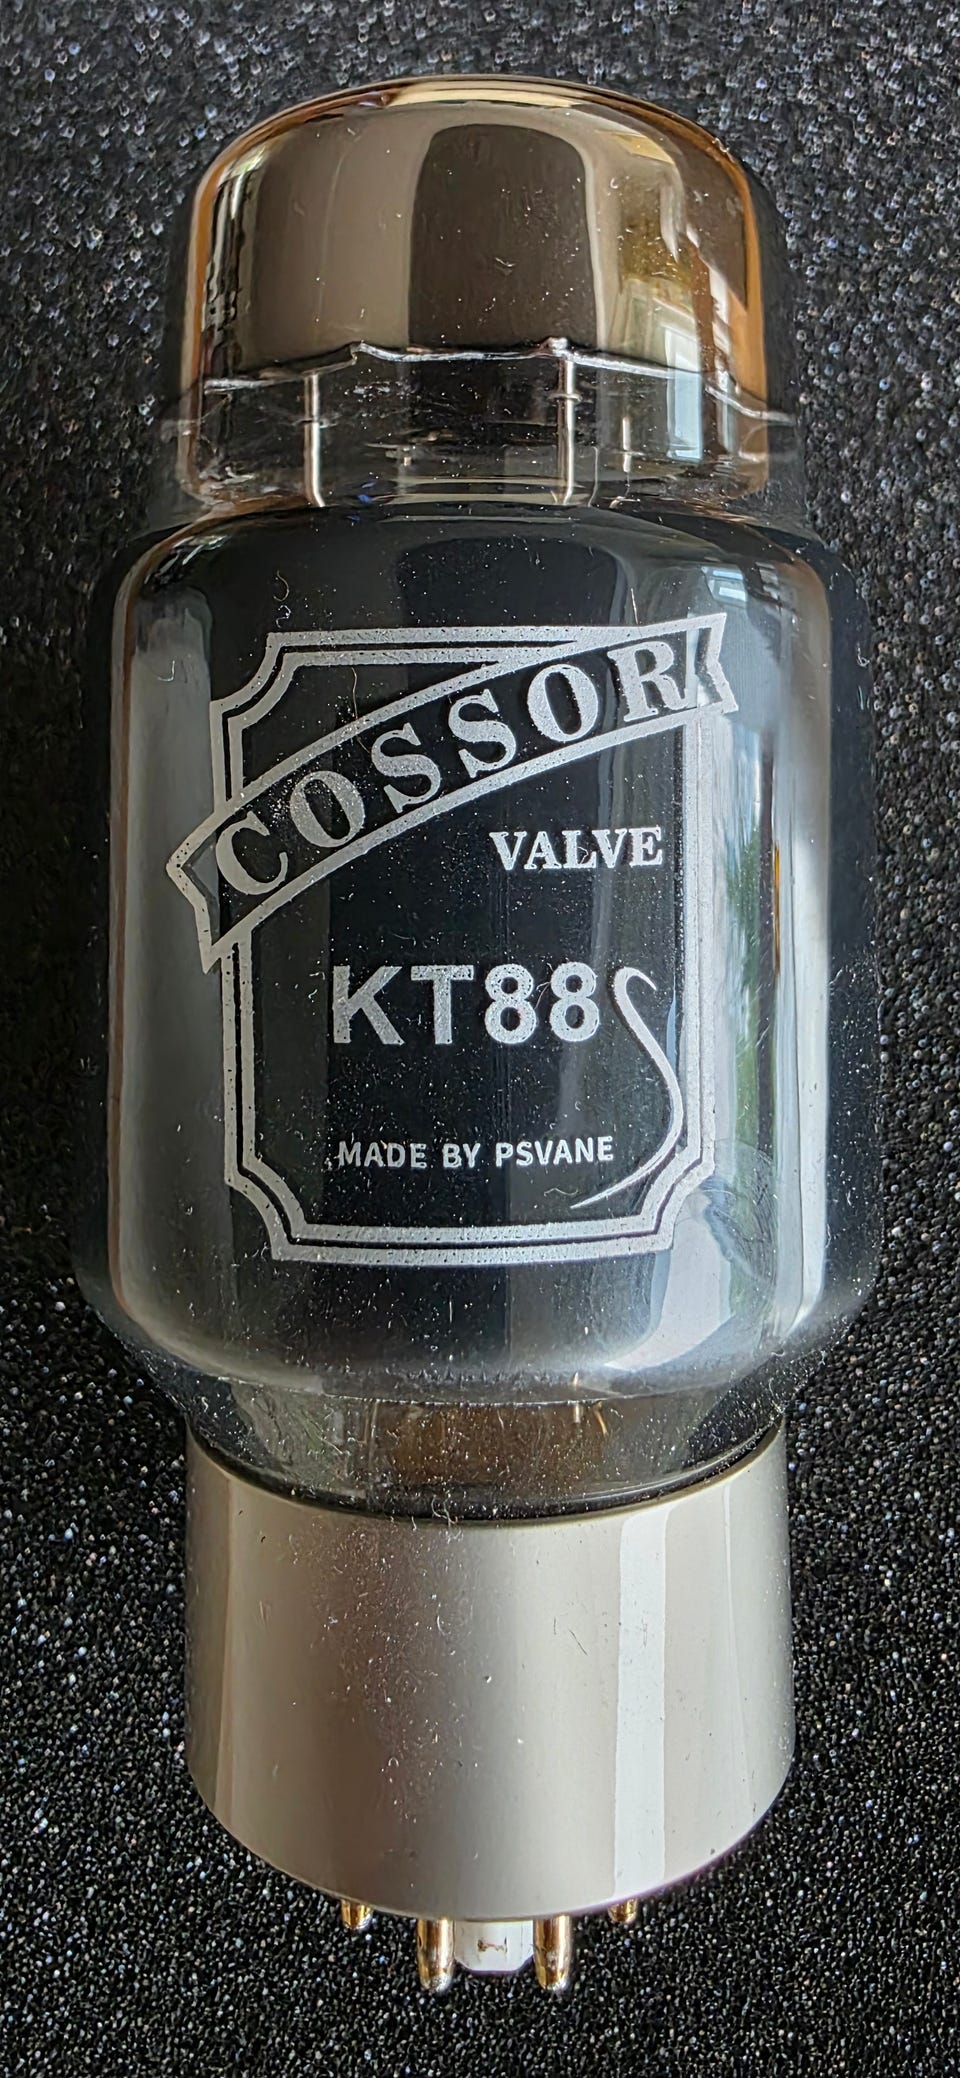 COSSOR
VALVE
KT88
MADE BY PSVANE